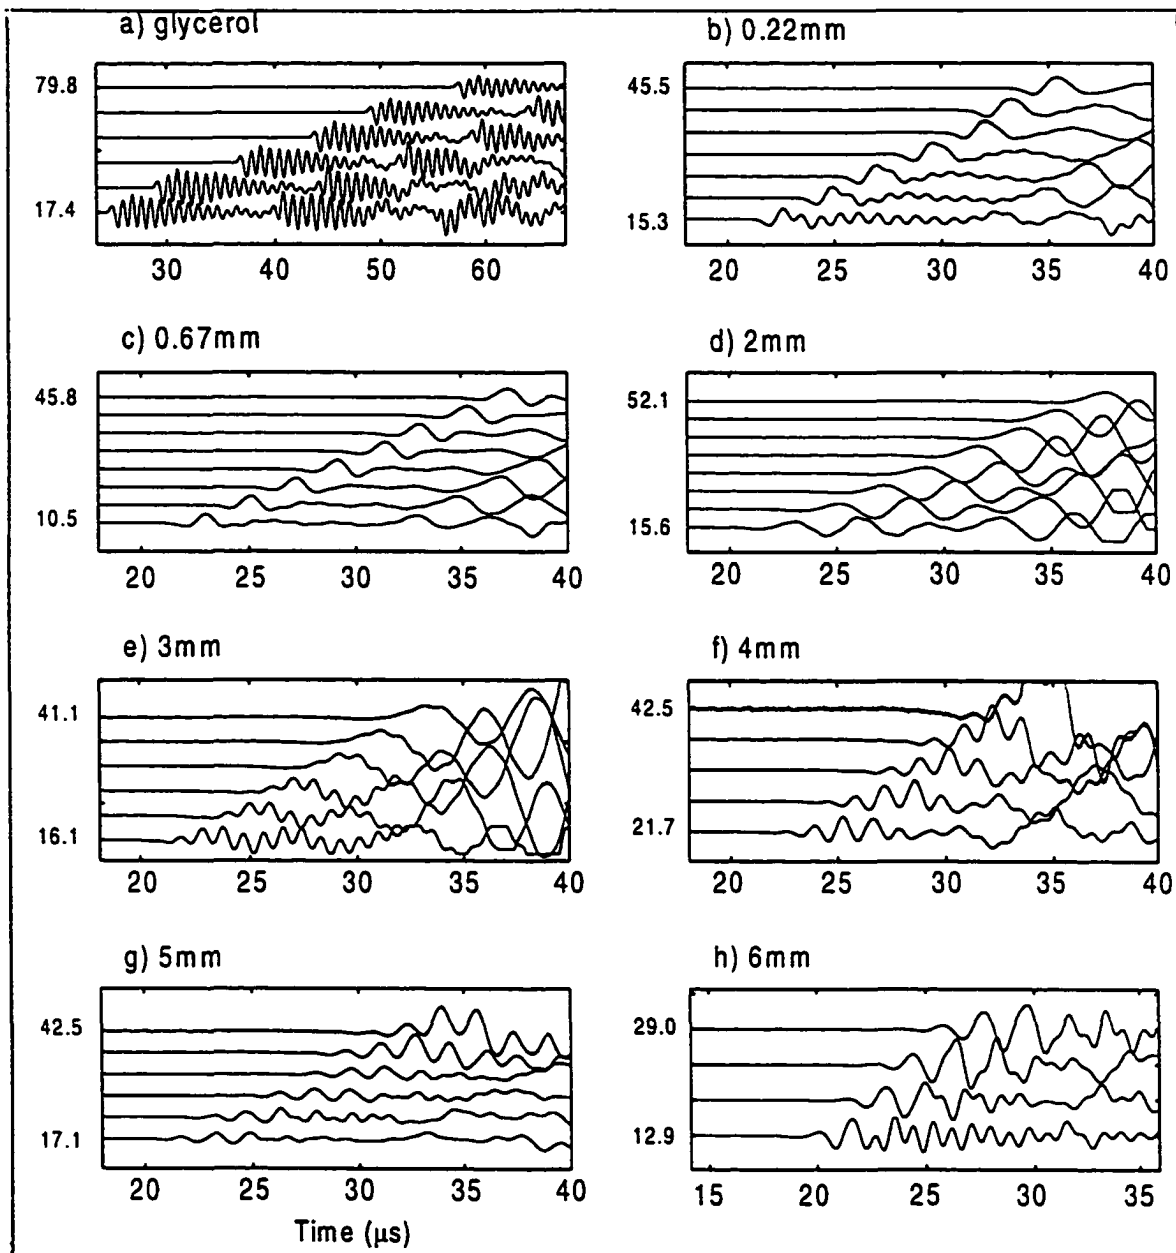 a) glycerol
79.8
17.4
30 40 50 60
b) 0.22mm
45.5
15.3
20 25 30 35 40
c) 0.67mm
45.8
10.5
20 25 30 35 40
d) 2mm
52.1
15.6
20 25 30 35 40
e) 3mm
41.1
16.1
20 25 30 35 40
f) 4mm
42.5
21.7
20 25 30 35 40
g) 5mm
42.5
17.1
20 25 30 35 40
Time (μs)
h) 6mm
29.0
12.9
15 20 25 30 35